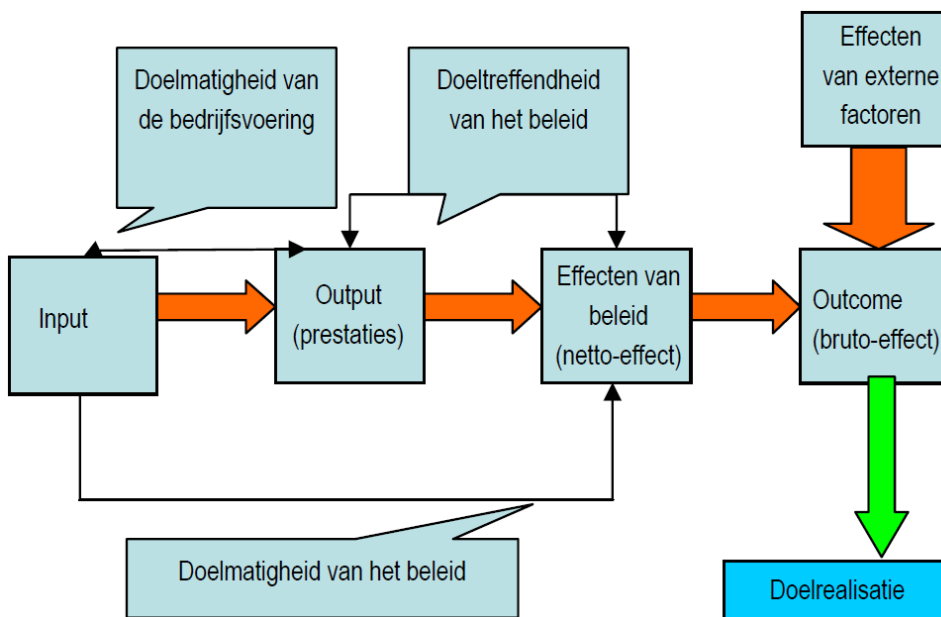 Doelmatigheid van
de bedrijfsvoering
Doeltreffendheid
van het beleid
Effecten
van externe
factoren
Input
Output
(prestaties)
Effecten van
beleid
(netto-effect)
Outcome
(bruto-effect)
Doelmatigheid van het beleid
Doelrealisatie